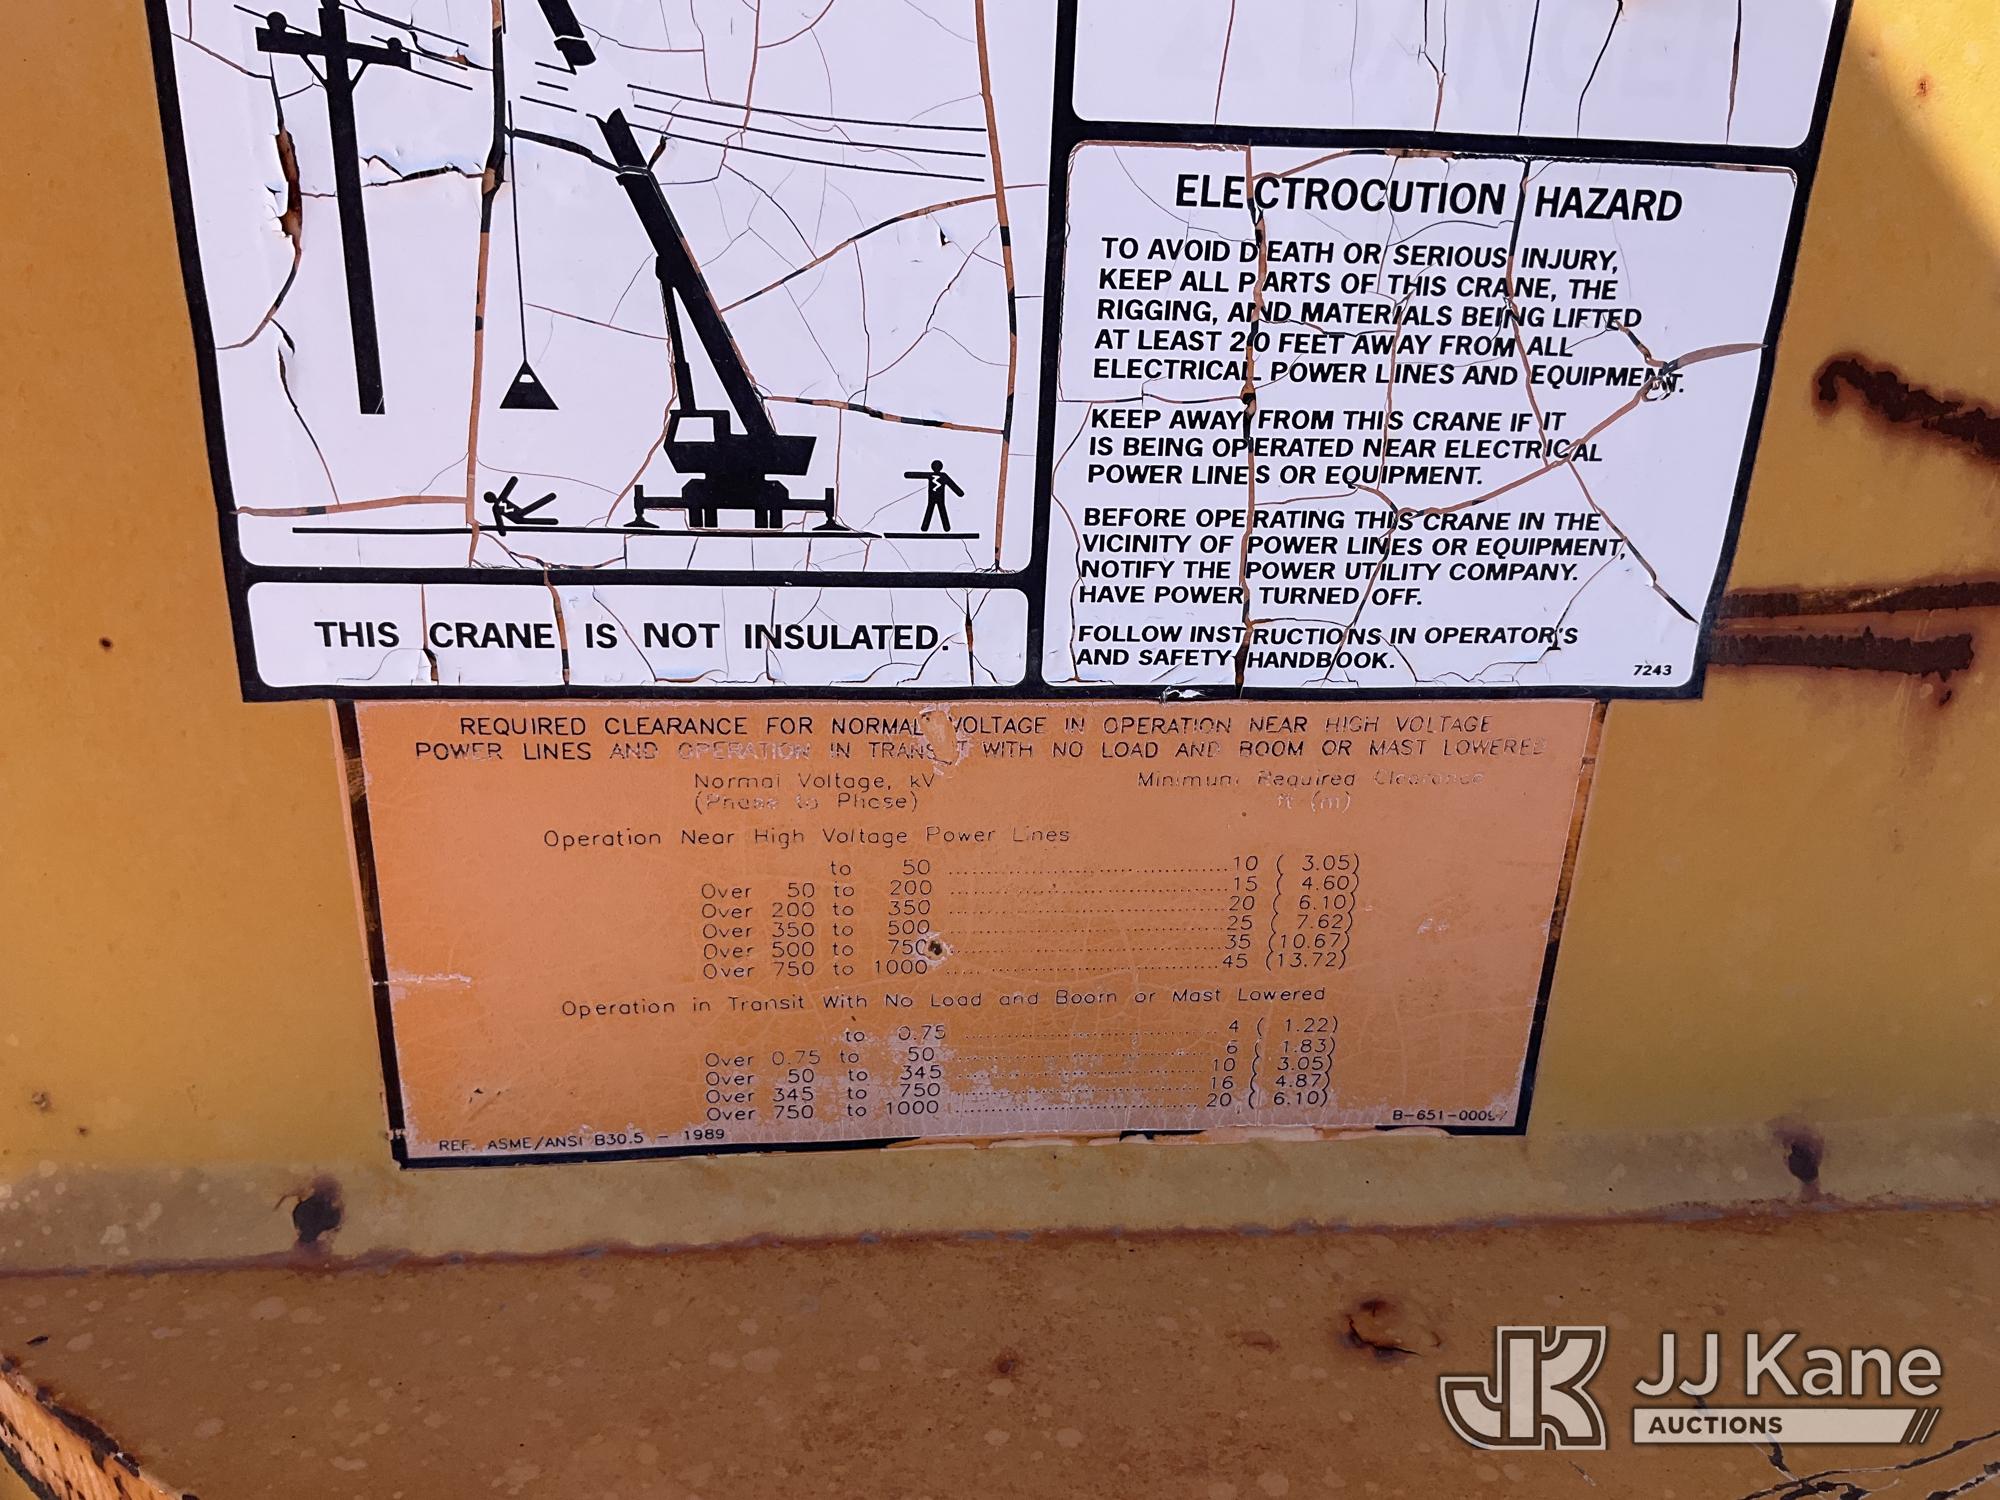 THIS CRANE IS NOT INSULATED.
ELECTROCUTION HAZARD
TO AVOID DEATH OR SERIOUS INJURY,
KEEP ALL PARTS OF THIS CRANE, THE
RIGGING, AND MATERIALS BEING LIFTED
AT LEAST 20 FEET AWAY FROM ALL
ELECTRICAL POWER LINES AND EQUIPMENT.
KEEP AWAY FROM THIS CRANE IF IT
IS BEING OPERATED NEAR ELECTRICAL
POWER LINES OR EQUIPMENT.
BEFORE OPERATING THIS CRANE IN THE
VICINITY OF POWER LINES OR EQUIPMENT,
NOTIFY THE POWER UTILITY COMPANY.
HAVE POWER TURNED OFF.
FOLLOW INSTRUCTIONS IN OPERATOR'S
AND SAFETY HANDBOOK.
7243
REQUIRED CLEARANCE FOR NORMAL VOLTAGE IN OPERATION NEAR HIGH VOLTAGE
POWER LINES AND OPERATION IN TRANSIT WITH NO LOAD AND BOOM OR MAST LOWERED
Normal Voltage, kV Minimum Required Clearance
(Phase to Phase) ft (m)
Operation Near High Voltage Power Lines
to 50 ........ 10 ( 3.05)
Over 50 to 200 ........ 15 ( 4.60)
Over 200 to 350 ........ 20 ( 6.10)
Over 350 to 500 ........ 25 ( 7.62)
Over 500 to 750 ........ 35 (10.67)
Over 750 to 1000 ........ 45 (13.72)
Operation in Transit With No Load and Boom or Mast Lowered
to 0.75 ........ 4 ( 1.22)
Over 0.75 to 50 ........ 6 ( 1.83)
Over 50 to 345 ........ 10 ( 3.05)
Over 345 to 750 ........ 16 ( 4.87)
Over 750 to 1000 ........ 20 ( 6.10)
REF. ASME/ANSI B30.5 - 1989
JK JJ Kane
AUCTIONS